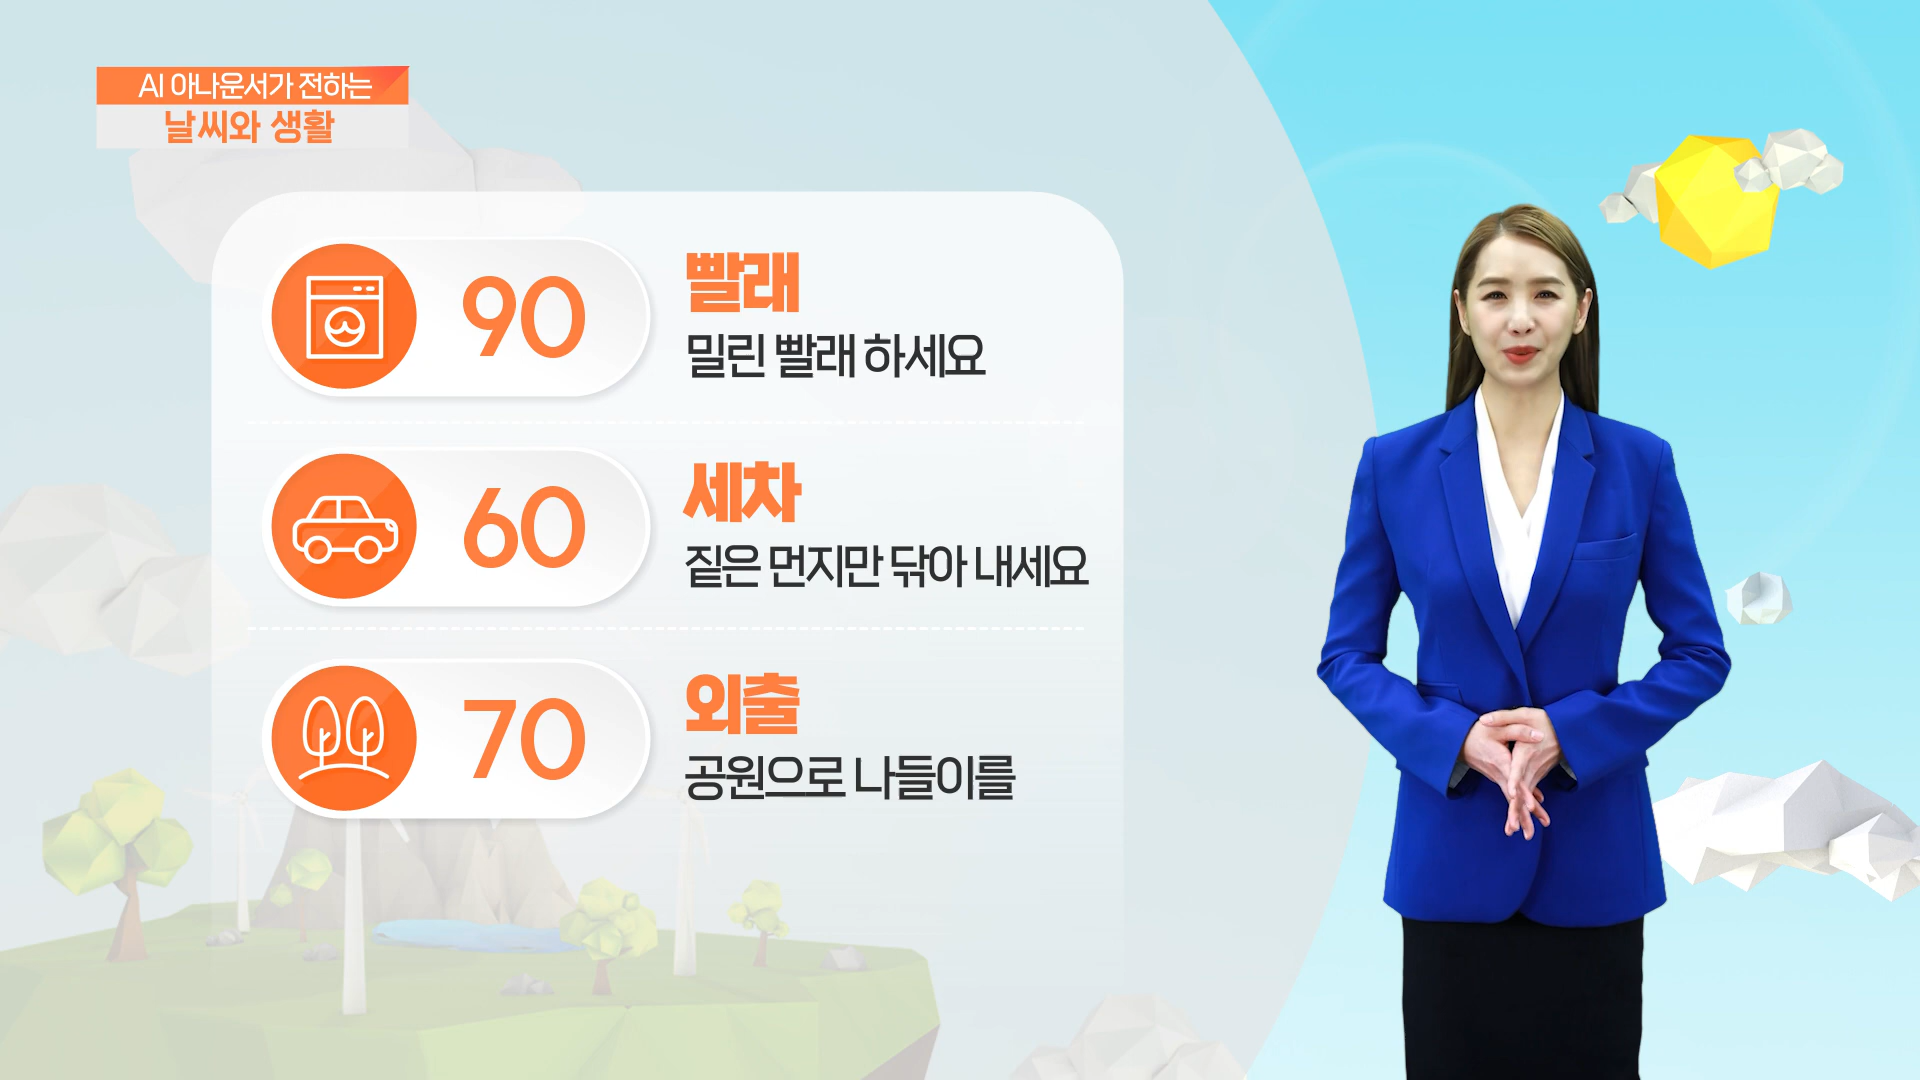 AI 아나운서가 전하는
날씨와 생활
90
빨래
밀린 빨래 하세요
60
세차
짙은 먼지만 닦아 내세요
70
외출
공원으로 나들이를